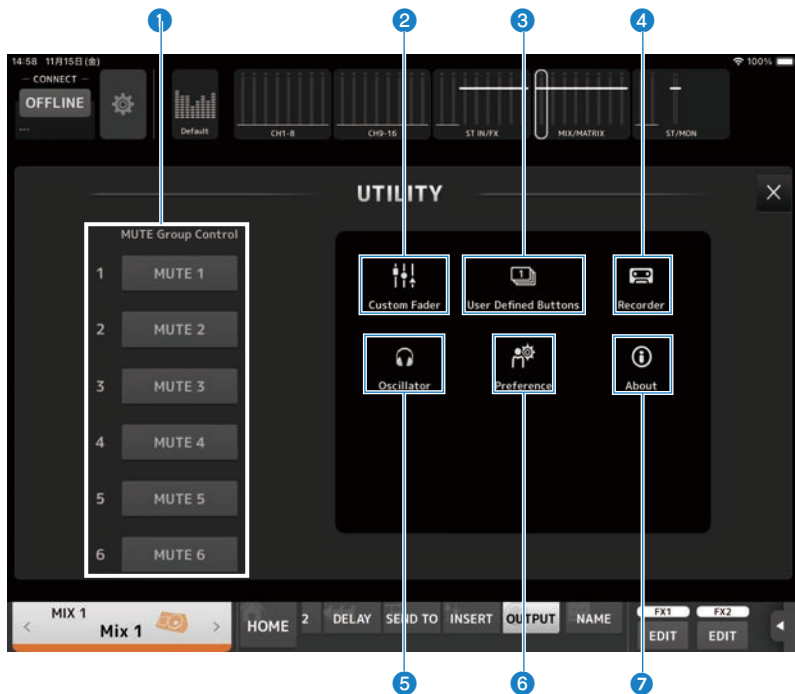 1 2 3 4
14:58 11月15日(金) 100%
CONNECT
OFFLINE
...
Default CH1-8 CH9-16 ST IN/FX MIX/MATRIX ST/MON
UTILITY
MUTE Group Control
1 MUTE 1
2 MUTE 2
3 MUTE 3
4 MUTE 4
5 MUTE 5
6 MUTE 6
1
Custom Fader User Defined Buttons Recorder
Oscillator Preference About
MIX 1
Mix 1
HOME 2 DELAY SEND TO INSERT OUTPUT NAME
FX1 FX2
EDIT EDIT
5 6 7